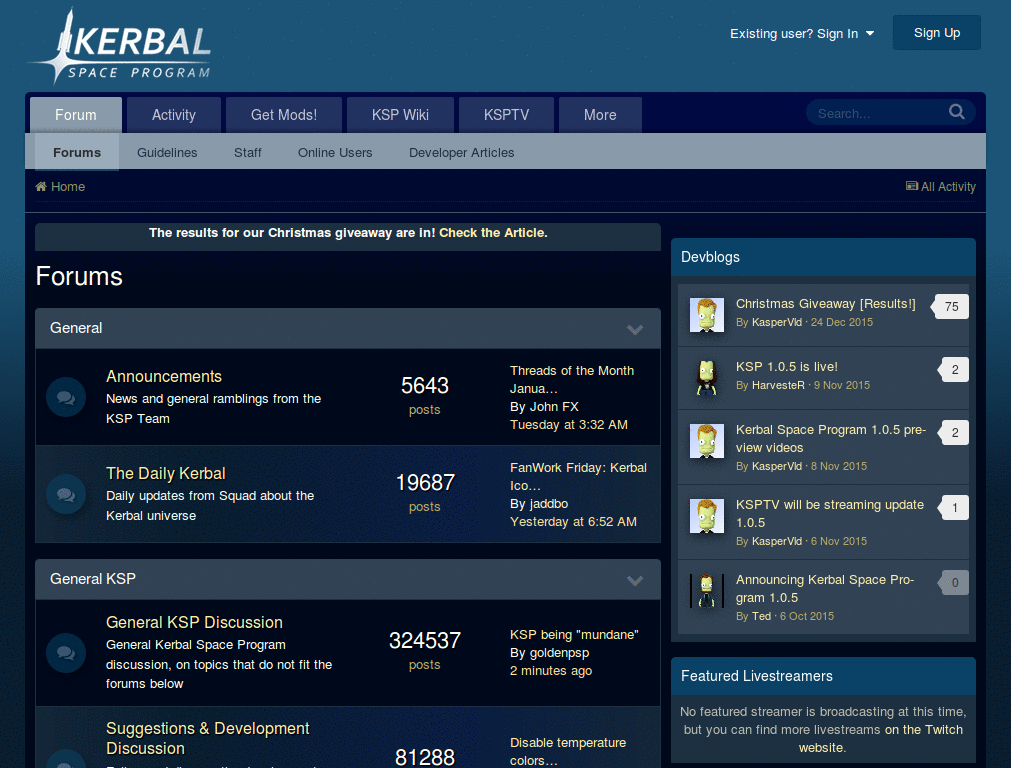 KERBAL
SPACE PROGRAM
Existing user? Sign In
Sign Up
Forum
Activity
Get Mods!
KSP Wiki
KSPTV
More
Search...
Forums
Guidelines
Staff
Online Users
Developer Articles
Home
All Activity
The results for our Christmas giveaway are in! Check the Article.
Forums
General
Announcements
News and general ramblings from the
KSP Team
5643
posts
Threads of the Month
Janua…
By John FX
Tuesday at 3:32 AM
The Daily Kerbal
Daily updates from Squad about the
Kerbal universe
19687
posts
FanWork Friday: Kerbal
Ico…
By jaddbo
Yesterday at 6:52 AM
General KSP
General KSP Discussion
General Kerbal Space Program
discussion, on topics that do not fit the
forums below
324537
posts
KSP being "mundane"
By goldenpsp
2 minutes ago
Suggestions & Development
Discussion
81288
Disable temperature
colors…
Devblogs
Christmas Giveaway [Results!]
By KasperVld · 24 Dec 2015
75
KSP 1.0.5 is live!
By HarvesteR · 9 Nov 2015
2
Kerbal Space Program 1.0.5 pre-
view videos
By KasperVld · 8 Nov 2015
2
KSPTV will be streaming update
1.0.5
By KasperVld · 6 Nov 2015
1
Announcing Kerbal Space Pro-
gram 1.0.5
By Ted · 6 Oct 2015
0
Featured Livestreamers
No featured streamer is broadcasting at this time,
but you can find more livestreams on the Twitch
website.